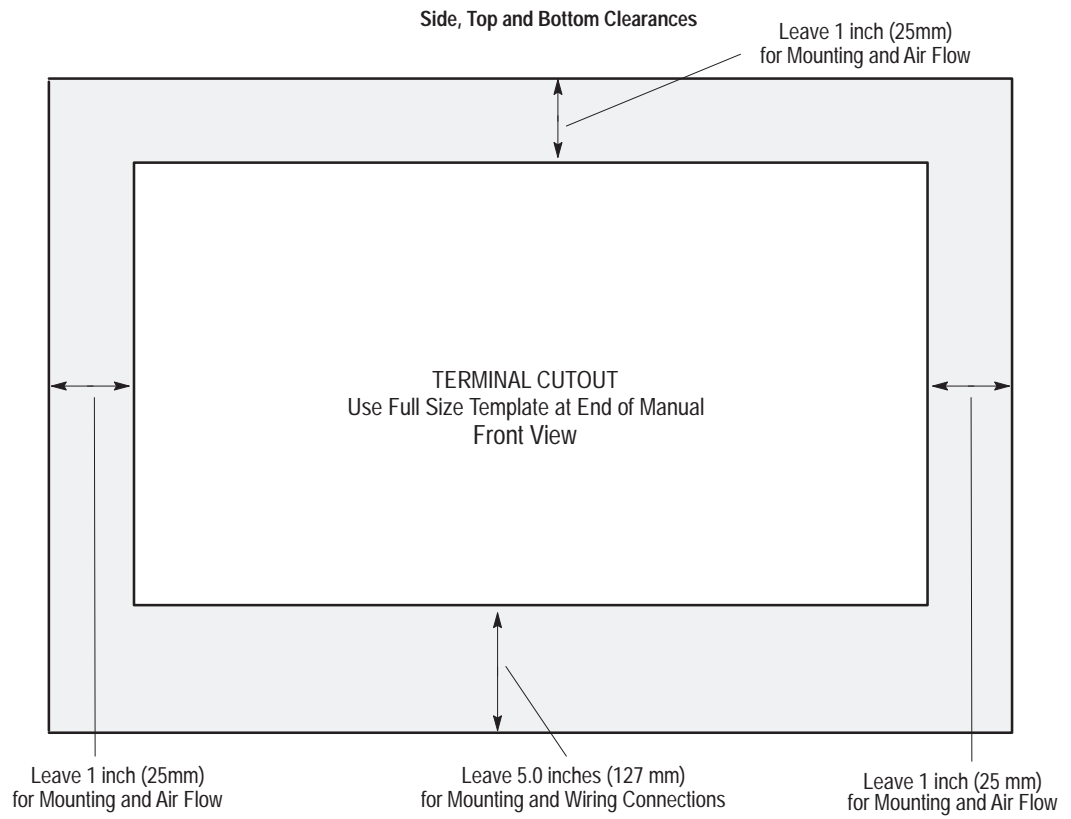 Side, Top and Bottom Clearances
Leave 1 inch (25mm)
for Mounting and Air Flow
TERMINAL CUTOUT
Use Full Size Template at End of Manual
Front View
Leave 1 inch (25mm)
for Mounting and Air Flow
Leave 5.0 inches (127 mm)
for Mounting and Wiring Connections
Leave 1 inch (25 mm)
for Mounting and Air Flow